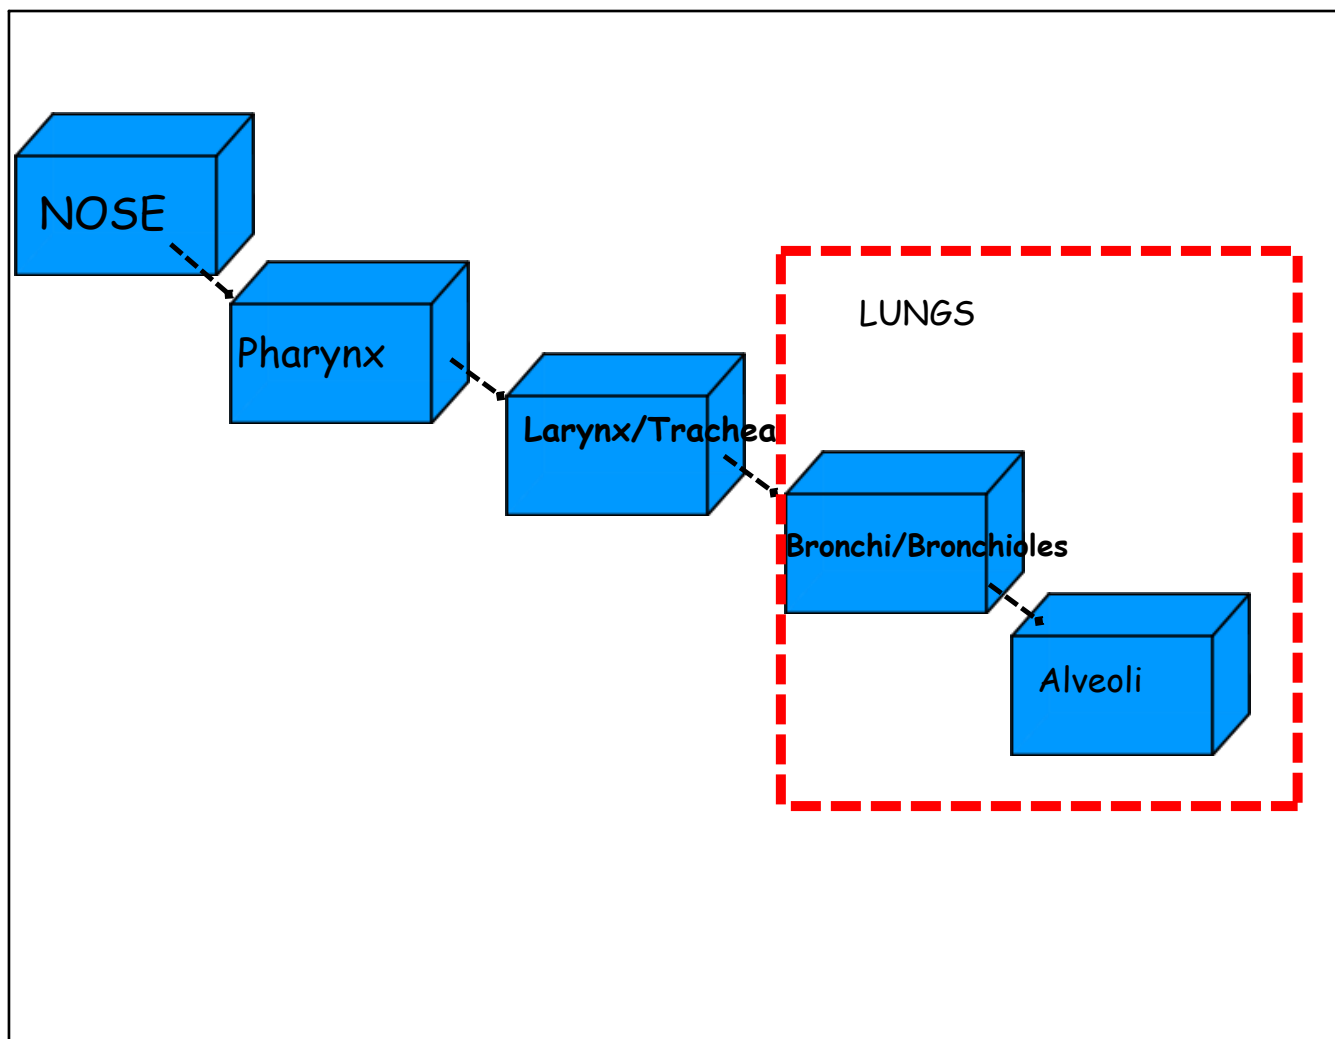 NOSE
Pharynx
LUNGS
Larynx/Trachea
Bronchi/Bronchioles
Alveoli